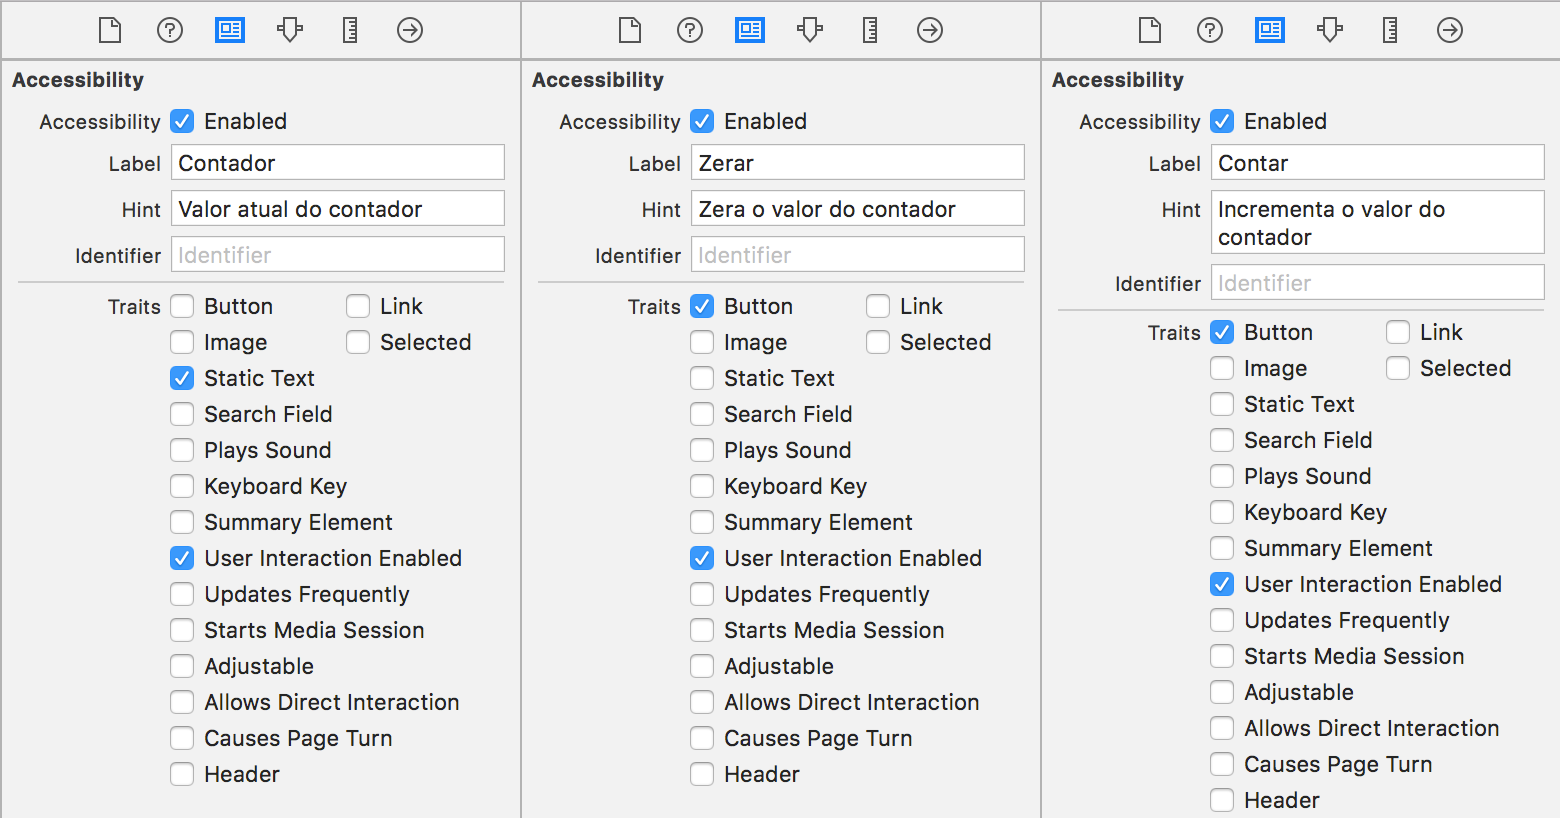 Accessibility
Accessibility Enabled
Label Contador
Hint Valor atual do contador
Identifier Identifier
Traits Button Link
Image Selected
Static Text
Search Field
Plays Sound
Keyboard Key
Summary Element
User Interaction Enabled
Updates Frequently
Starts Media Session
Adjustable
Allows Direct Interaction
Causes Page Turn
Header
Accessibility
Accessibility Enabled
Label Zerar
Hint Zera o valor do contador
Identifier Identifier
Traits Button Link
Image Selected
Static Text
Search Field
Plays Sound
Keyboard Key
Summary Element
User Interaction Enabled
Updates Frequently
Starts Media Session
Adjustable
Allows Direct Interaction
Causes Page Turn
Header
Accessibility
Accessibility Enabled
Label Contar
Hint Incrementa o valor do
contador
Identifier Identifier
Traits Button Link
Image Selected
Static Text
Search Field
Plays Sound
Keyboard Key
Summary Element
User Interaction Enabled
Updates Frequently
Starts Media Session
Adjustable
Allows Direct Interaction
Causes Page Turn
Header